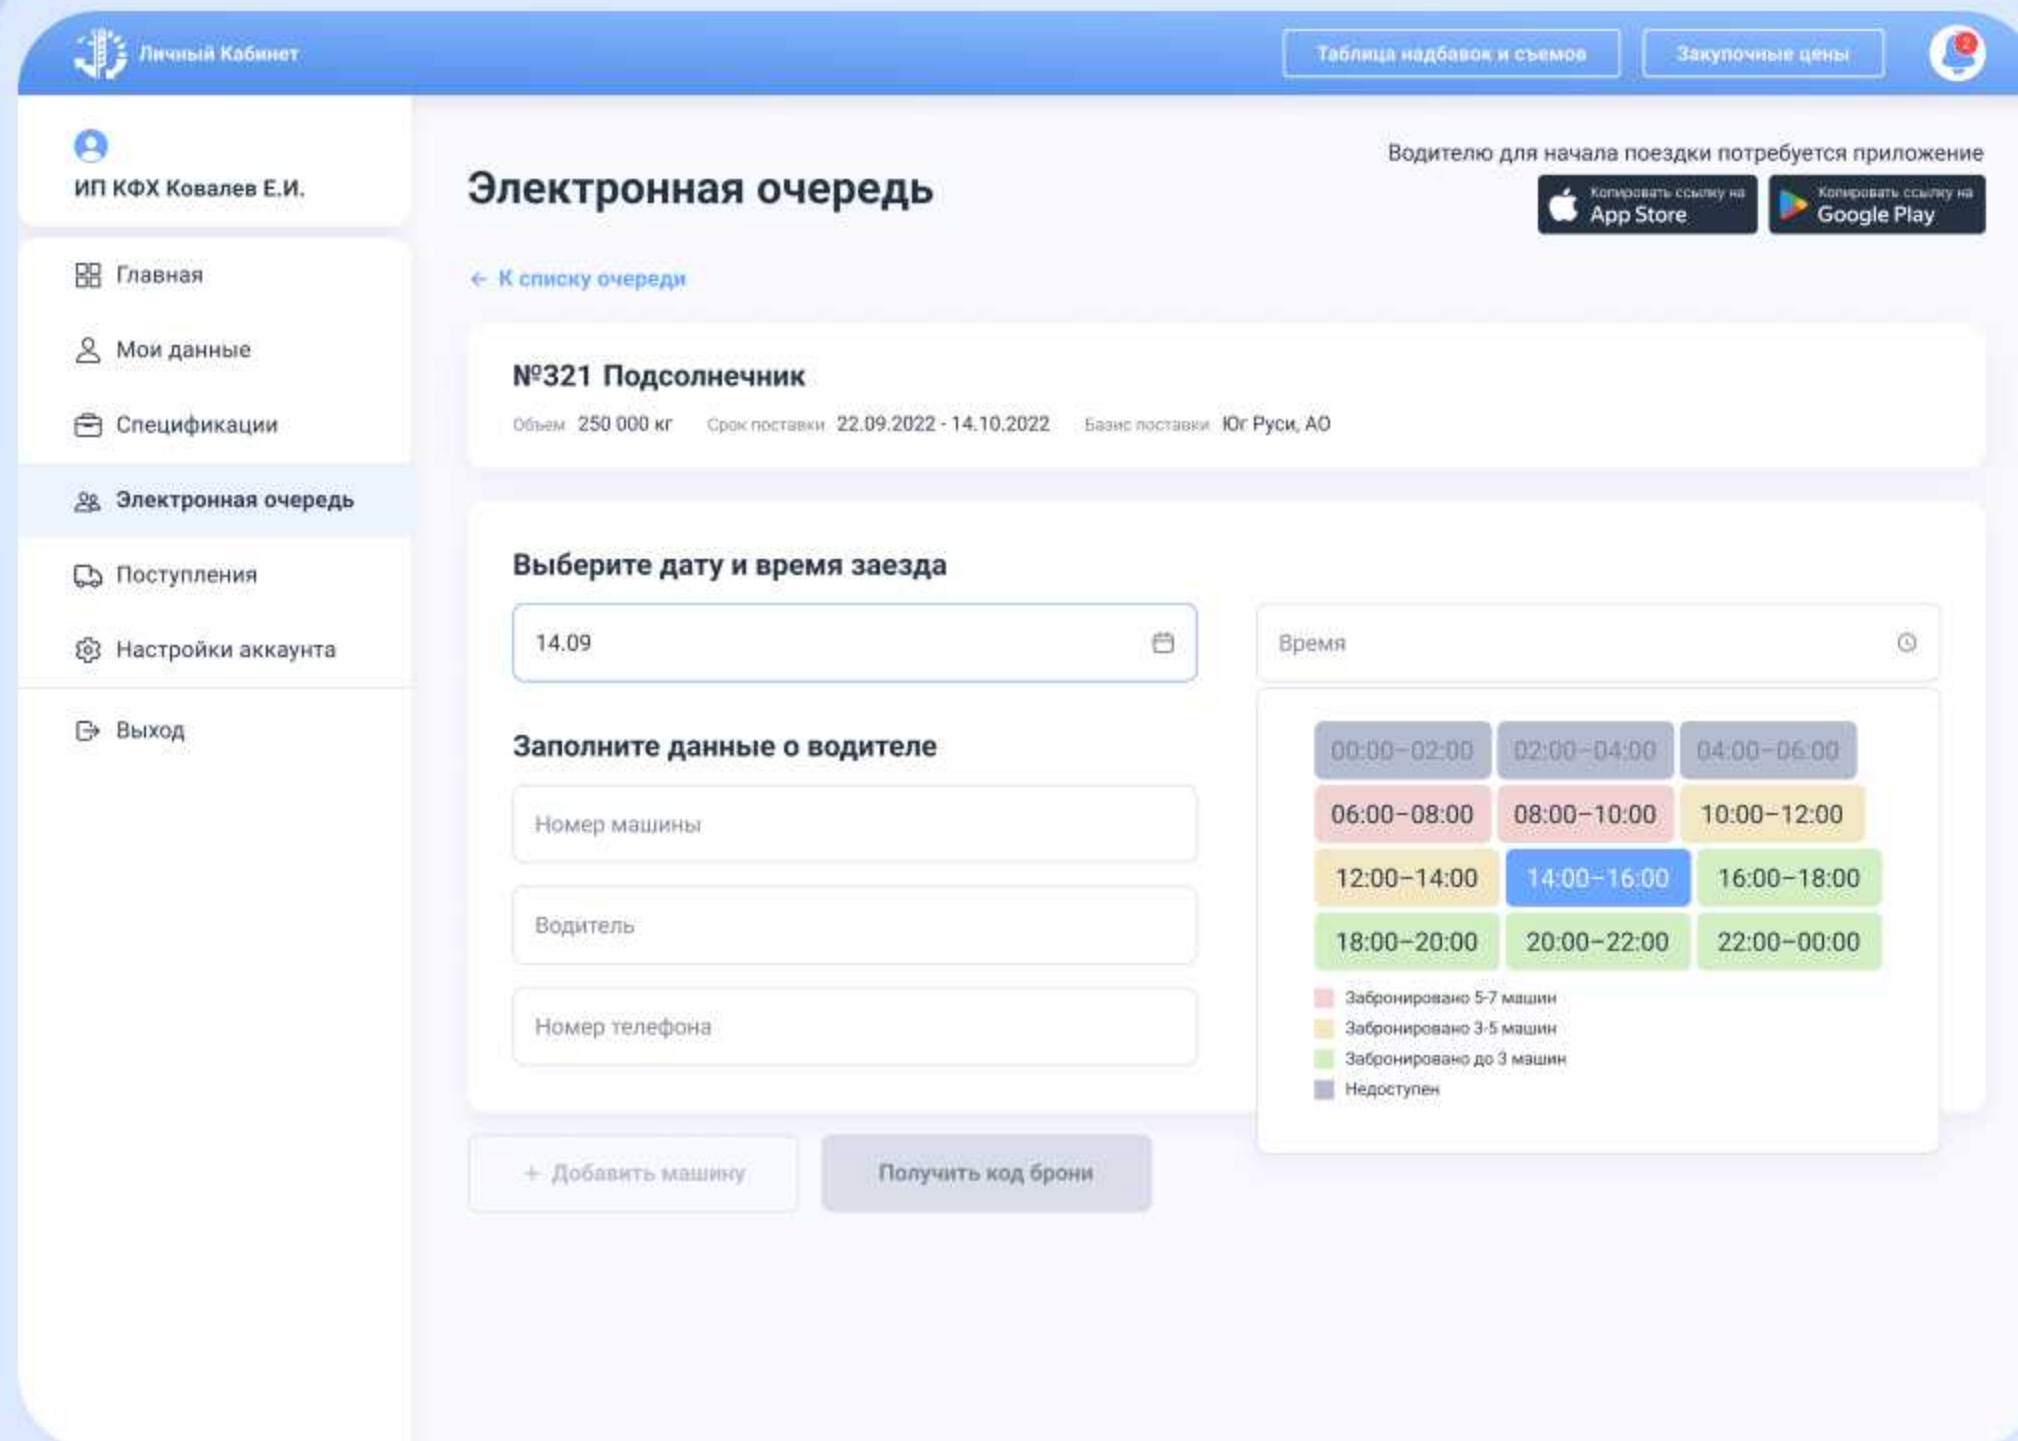 Личный Кабинет
Таблица надбавок и съемов
Закупочные цены
2
ИП КФХ Ковалев Е.И.
Главная
Мои данные
Спецификации
Электронная очередь
Поступления
Настройки аккаунта
Выход
Электронная очередь
Водителю для начала поездки потребуется приложение
Копировать ссылку на
App Store
Копировать ссылку на
Google Play
← К списку очереди
№321 Подсолнечник
Объем 250 000 кг Срок поставки 22.09.2022 - 14.10.2022 Базис поставки Юг Руси, АО
Выберите дату и время заезда
14.09
Время
Заполните данные о водителе
Номер машины
Водитель
Номер телефона
00:00–02:00 02:00–04:00 04:00–06:00
06:00–08:00 08:00–10:00 10:00–12:00
12:00–14:00 14:00–16:00 16:00–18:00
18:00–20:00 20:00–22:00 22:00–00:00
Забронировано 5-7 машин
Забронировано 3-5 машин
Забронировано до 3 машин
Недоступен
+ Добавить машину
Получить код брони